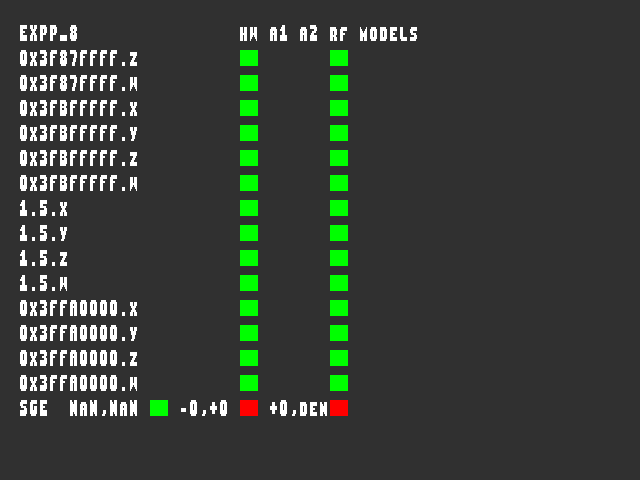 EXPP_8 HW A1 A2 RF MODELS
0x3f87ffff.z
0x3f87ffff.w
0x3fBfffff.x
0x3fBfffff.y
0x3fBfffff.z
0x3fBfffff.w
1.5.x
1.5.y
1.5.z
1.5.w
0x3ffA0000.x
0x3ffA0000.y
0x3ffA0000.z
0x3ffA0000.w
SGE NaN,NaN -0,+0 +0,DEN